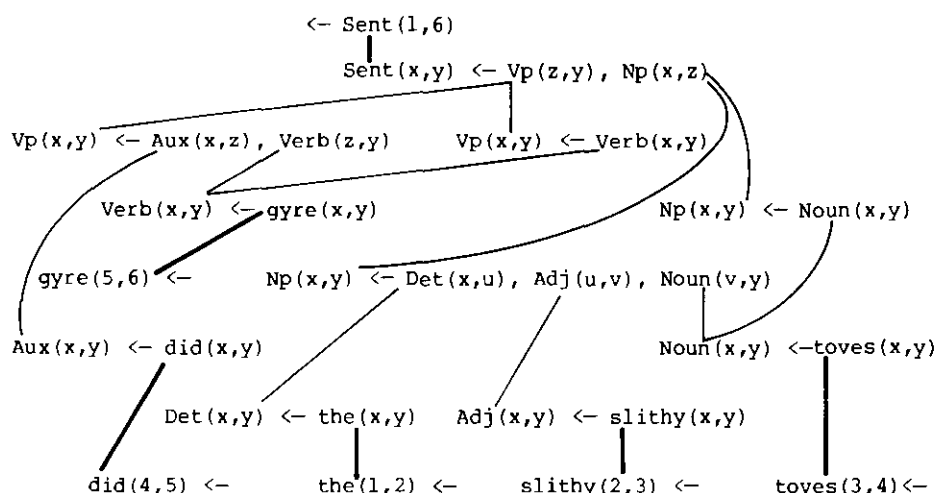 <— Sent(1,6)
Sent(x,y) <— Vp(z,y), Np(x,z)
Vp(x,y) <— Aux(x,z), Verb(z,y) Vp(x,y) <— Verb(x,y)
Verb(x,y) <— gyre(x,y) Np(x,y) <— Noun(x,y)
gyre(5,6) <— Np(x,y) <— Det(x,u), Adj(u,v), Noun(v,y)
Aux(x,y) <— did(x,y) Noun(x,y) <—toves(x,y)
Det(x,y) <— the(x,y) Adj(x,y) <— slithy(x,y)
did(4,5) <— the(1,2) <— slithy(2,3) <— toves(3,4)<—